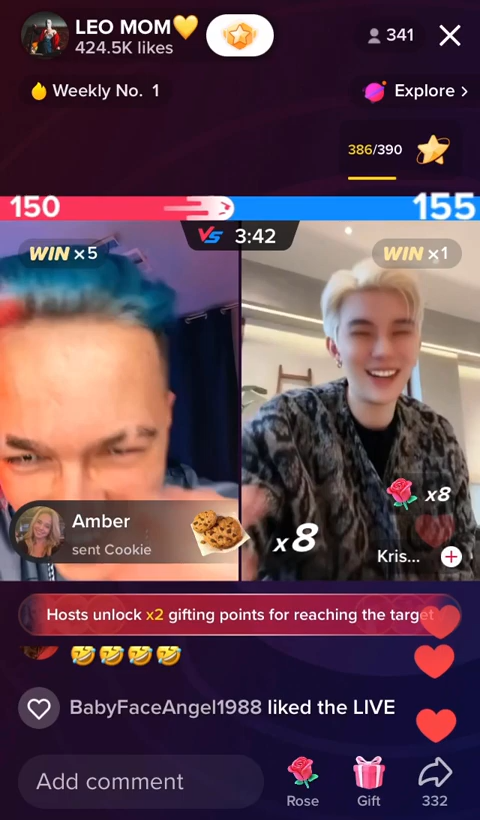 LEO MOM💛
424.5K likes
341
Weekly No. 1
Explore >
386/390
150
155
VS 3:42
WIN x5
WIN x1
Amber
sent Cookie
x8
x8
Kris...
Hosts unlock x2 gifting points for reaching the target
🤣🤣🤣🤣
BabyFaceAngel1988 liked the LIVE
Add comment
Rose
Gift
332